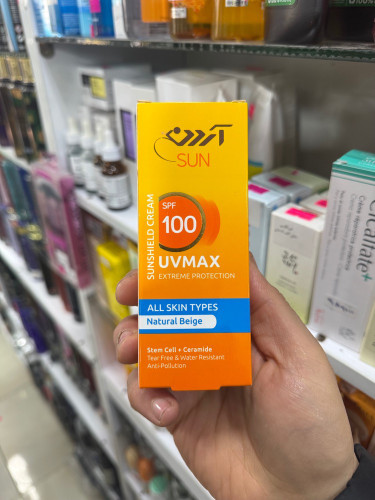 آردن
SUN
SUNSHIELD CREAM
SPF
100
UVMAX
EXTREME PROTECTION
ALL SKIN TYPES
Natural Beige
Stem Cell + Ceramide
Tear Free & Water Resistant
Anti-Pollution
Cicalfate+